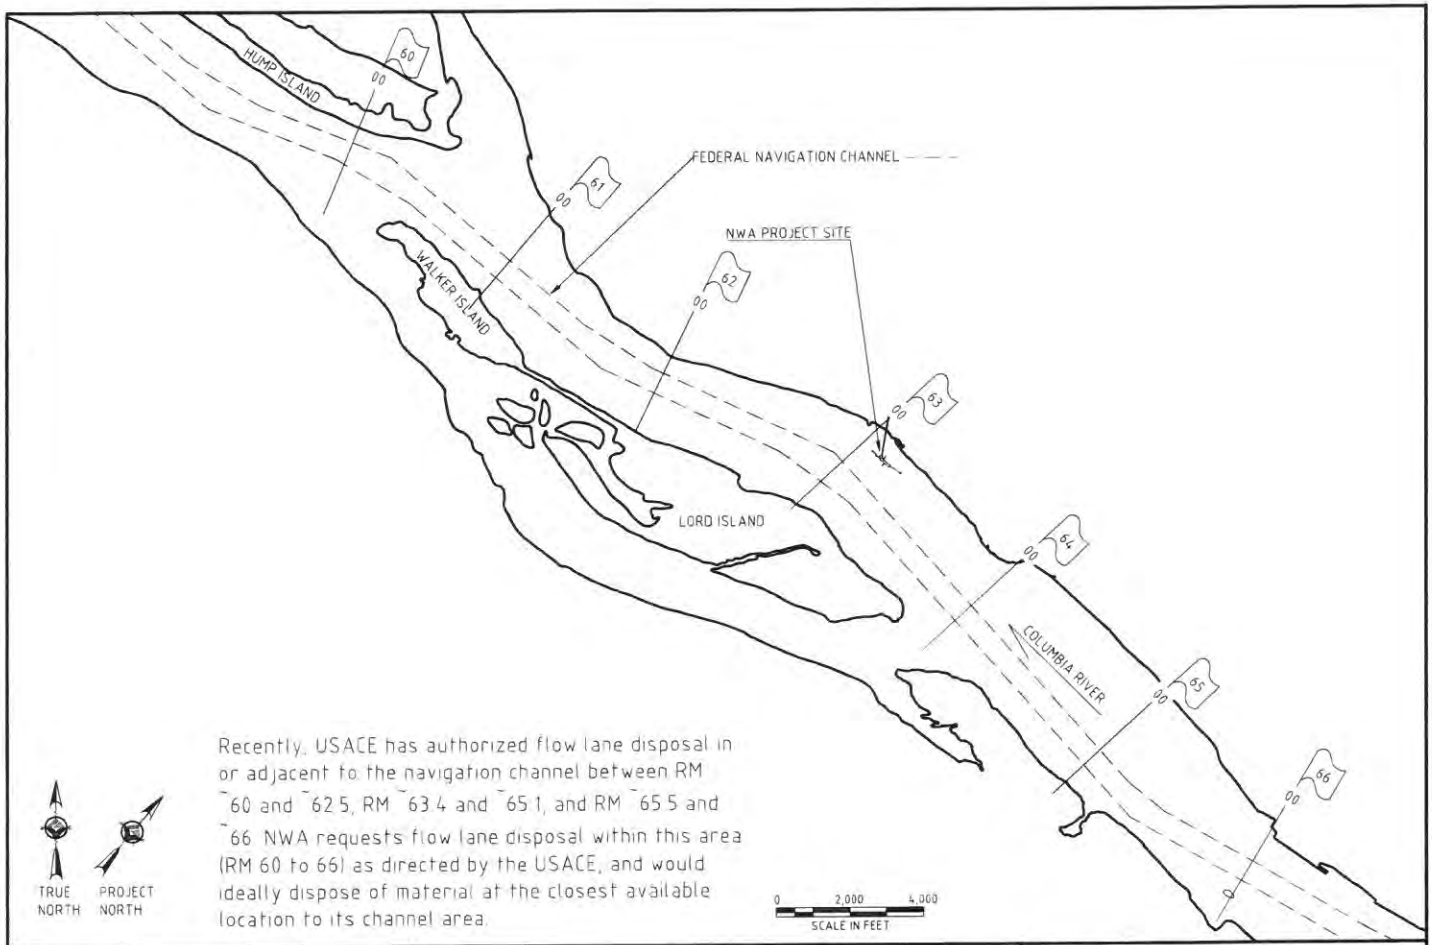 60
00
HUMP ISLAND
FEDERAL NAVIGATION CHANNEL
61
00
NWA PROJECT SITE
WALKER ISLAND
62
00
63
00
LORD ISLAND
64
00
COLUMBIA RIVER
65
00
66
00
0
Recently, USACE has authorized flow lane disposal in
or adjacent to the navigation channel between RM
~60 and ~62.5, RM ~63.4 and ~65.1, and RM ~65.5 and
~66. NWA requests flow lane disposal within this area
(RM 60 to 66) as directed by the USACE, and would
ideally dispose of material at the closest available
location to its channel area.
TRUE
NORTH
PROJECT
NORTH
0 2,000 4,000
SCALE IN FEET